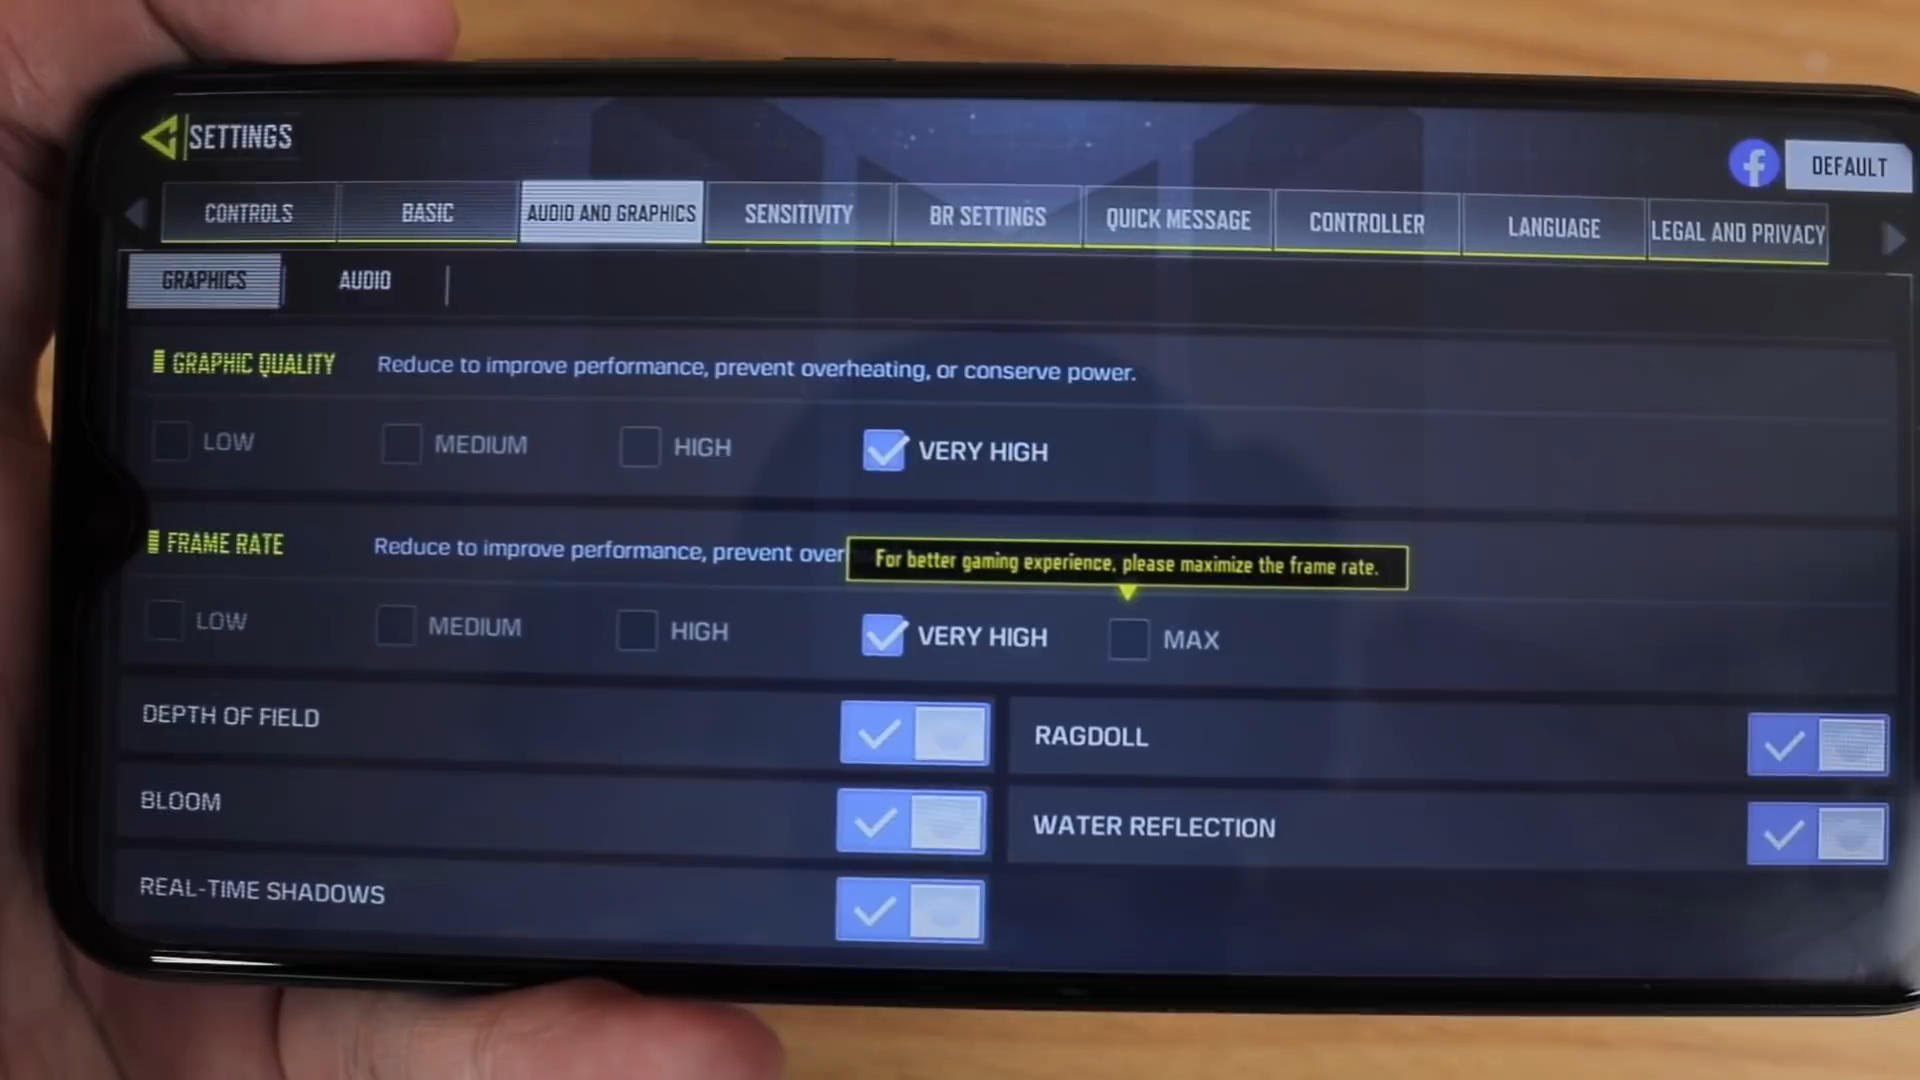 SETTINGS
DEFAULT
CONTROLS
BASIC
AUDIO AND GRAPHICS
SENSITIVITY
BR SETTINGS
QUICK MESSAGE
CONTROLLER
LANGUAGE
LEGAL AND PRIVACY
GRAPHICS
AUDIO
GRAPHIC QUALITY
Reduce to improve performance, prevent overheating, or conserve power.
LOW
MEDIUM
HIGH
VERY HIGH
FRAME RATE
Reduce to improve performance, prevent over
For better gaming experience, please maximize the frame rate.
LOW
MEDIUM
HIGH
VERY HIGH
MAX
DEPTH OF FIELD
RAGDOLL
BLOOM
WATER REFLECTION
REAL-TIME SHADOWS